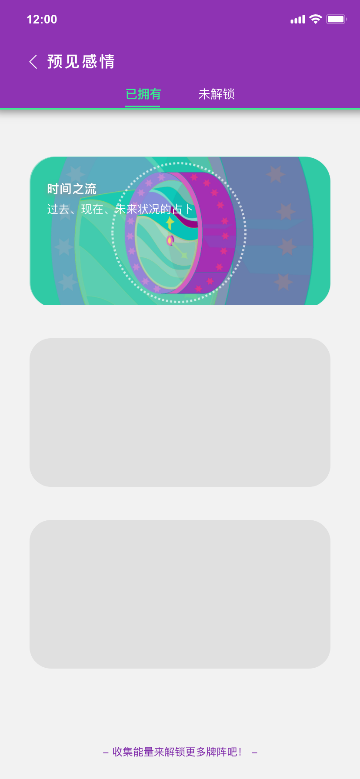 12:00
预见感情
已拥有 未解锁
时间之流
过去、现在、未来状况的占卜
– 收集能量来解锁更多牌阵吧！ –